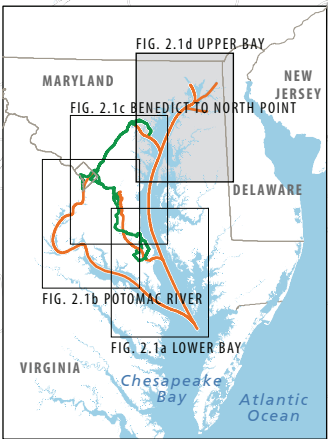 FIG. 2.1d UPPER BAY
MARYLAND
NEW
JERSEY
FIG. 2.1c BENEDICT TO NORTH POINT
DELAWARE
FIG. 2.1b POTOMAC RIVER
FIG. 2.1a LOWER BAY
VIRGINIA
Chesapeake
Bay
Atlantic
Ocean